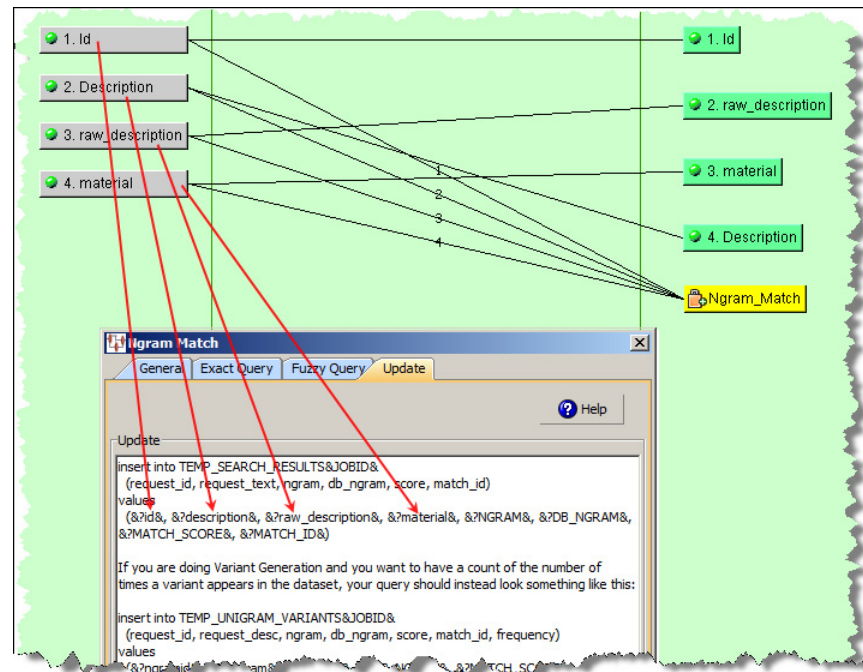 1. Id
2. Description
3. raw_description
4. material
1
2
3
4
1. Id
2. raw_description
3. material
4. Description
Ngram_Match
Ngram Match
General Exact Query Fuzzy Query Update
Help
Update
insert into TEMP_SEARCH_RESULTS&JOBID&
(request_id, request_text, ngram, db_ngram, score, match_id)
values
(&?id&, &?description&, &?raw_description&, &?material&, &?NGRAM&, &?DB_NGRAM&,
&?MATCH_SCORE&, &?MATCH_ID&)
If you are doing Variant Generation and you want to have a count of the number of
times a variant appears in the dataset, your query should instead look something like this:
insert into TEMP_UNIGRAM_VARIANTS&JOBID&
(request_id, request_desc, ngram, db_ngram, score, match_id, frequency)
values